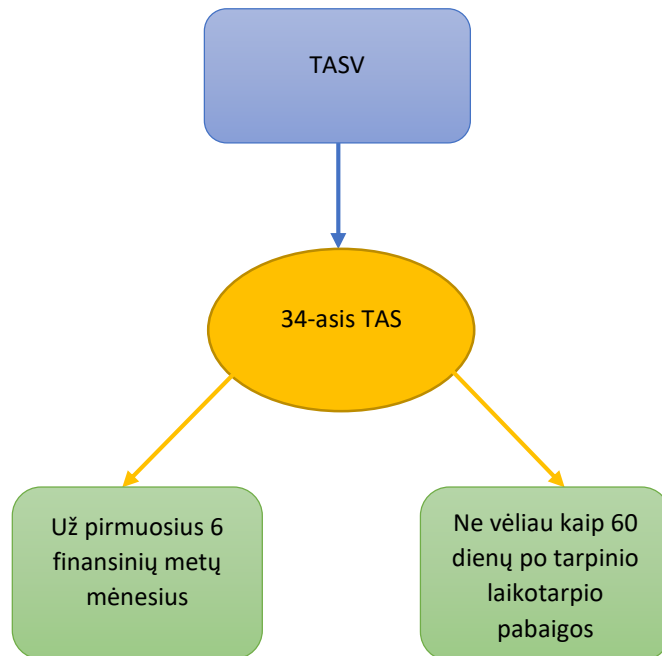 TASV
34-asis TAS
Už pirmuosius 6
finansinių metų
mėnesius
Ne vėliau kaip 60
dienų po tarpinio
laikotarpio
pabaigos